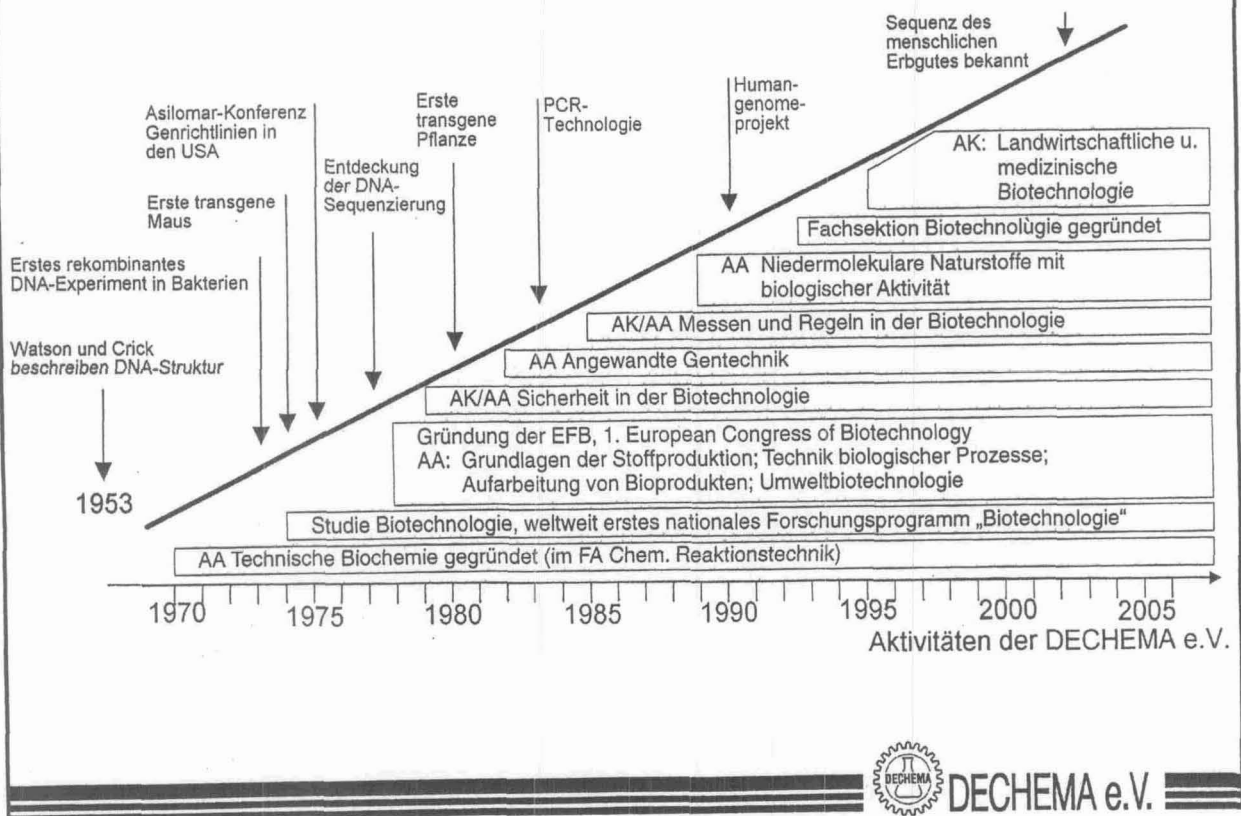 Sequenz des
menschlichen
Erbgutes bekannt
Human-
genome-
projekt
PCR-
Technologie
Erste
transgene
Pflanze
Asilomar-Konferenz
Genrichtlinien in
den USA
Entdeckung
der DNA-
Sequenzierung
Erste transgene
Maus
Erstes rekombinantes
DNA-Experiment in Bakterien
Watson und Crick
beschreiben DNA-Struktur
1953
AK: Landwirtschaftliche u.
medizinische
Biotechnologie
Fachsektion Biotechnolùgie gegründet
AA Niedermolekulare Naturstoffe mit
biologischer Aktivität
AK/AA Messen und Regeln in der Biotechnologie
AA Angewandte Gentechnik
AK/AA Sicherheit in der Biotechnologie
Gründung der EFB, 1. European Congress of Biotechnology
AA: Grundlagen der Stoffproduktion; Technik biologischer Prozesse;
Aufarbeitung von Bioprodukten; Umweltbiotechnologie
Studie Biotechnologie, weltweit erstes nationales Forschungsprogramm „Biotechnologie“
AA Technische Biochemie gegründet (im FA Chem. Reaktionstechnik)
1970 1975 1980 1985 1990 1995 2000 2005
Aktivitäten der DECHEMA e.V.
DECHEMA
DECHEMA e.V.